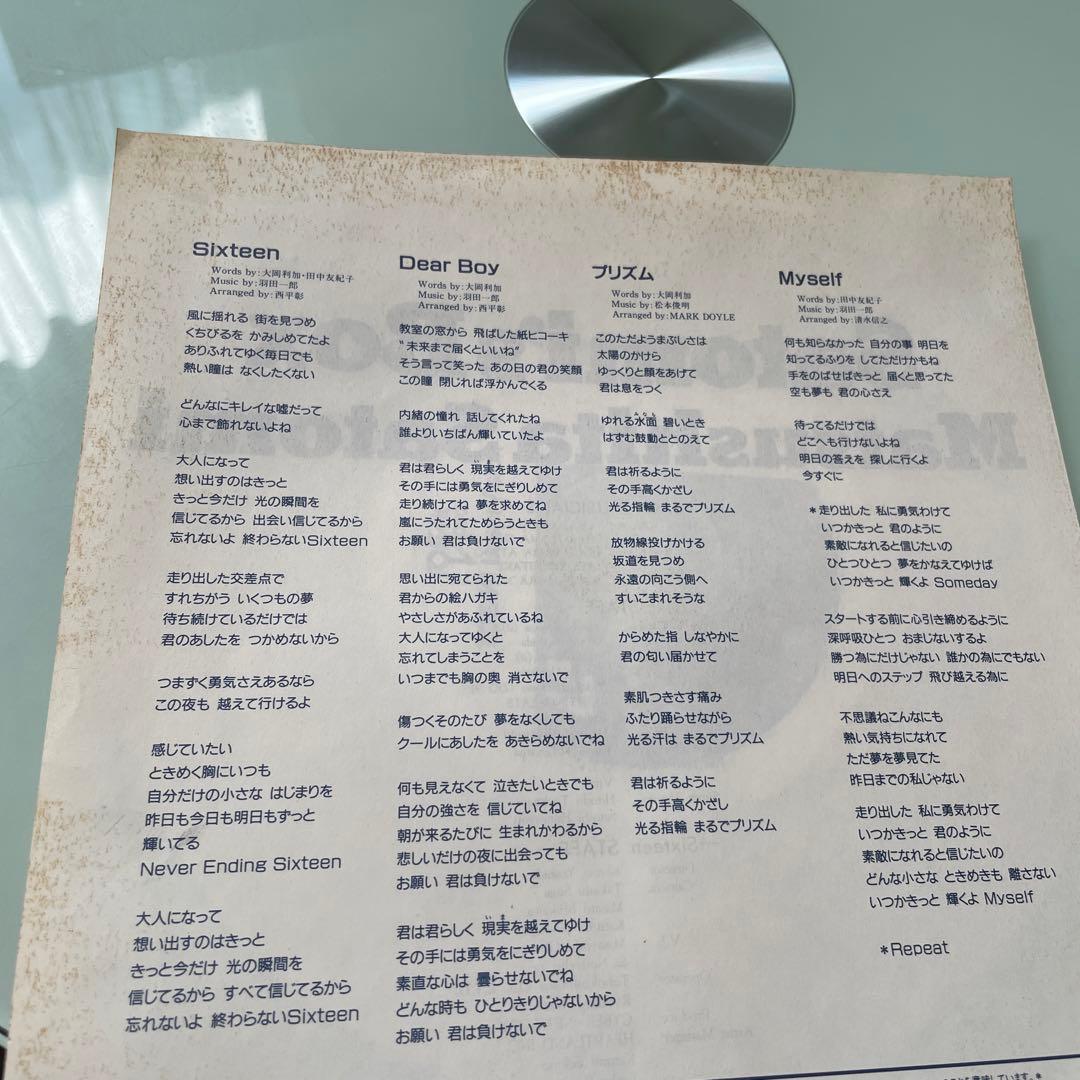 Sixteen
Words by:大岡利加・田中友紀子
Music by:羽田一郎
Arranged by:西平彰
風に揺れる 街を見つめ
くちびるを かみしめてたよ
ありふれてゆく毎日でも
熱い瞳は なくしたくない
どんなにキレイな嘘だって
心まで飾れないよね
大人になって
想い出すのはきっと
きっと今だけ 光の瞬間を
信じてるから 出会い信じてるから
忘れないよ 終わらないSixteen
走り出した交差点で
すれちがう いくつもの夢
待ち続けているだけでは
君のあしたを つかめないから
つまずく勇気さえあるなら
この夜も 越えて行けるよ
感じていたい
ときめく胸にいつも
自分だけの小さな はじまりを
昨日も今日も明日もずっと
輝いてる
Never Ending Sixteen
大人になって
想い出すのはきっと
きっと今だけ 光の瞬間を
信じてるから すべて信じてるから
忘れないよ 終わらないSixteen
Dear Boy
Words by:大岡利加
Music by:羽田一郎
Arranged by:西平彰
教室の窓から 飛ばした紙ヒコーキ
"未来まで届くといいね"
そう言って笑った あの日の君の笑顔
この瞳 閉じれば浮かんでくる
内緒の憧れ 話してくれたね
誰よりいちばん輝いていたよ
君は君らしく 現実を越えてゆけ
その手には勇気をにぎりしめて
走り続けてね 夢を求めてね
嵐にうたれてためらうときも
お願い 君は負けないで
思い出に宛てられた
君からの絵ハガキ
やさしさがあふれているね
大人になってゆくと
忘れてしまうことを
いつまでも胸の奥 消さないで
傷つくそのたび 夢をなくしても
クールにあしたを あきらめないでね
何も見えなくて 泣きたいときでも
自分の強さを 信じていてね
朝が来るたびに 生まれかわるから
悲しいだけの夜に出会っても
お願い 君は負けないで
君は君らしく 現実を越えてゆけ
その手には勇気をにぎりしめて
素直な心は 曇らせないでね
どんな時も ひとりきりじゃないから
お願い 君は負けないで
プリズム
Words by:大岡利加
Music by:松本俊明
Arranged by:MARK DOYLE
このただようまぶしさは
太陽のかけら
ゆっくりと顔をあげて
君は息をつく
ゆれる水面 碧いとき
はずむ鼓動ととのえて
君は祈るように
その手高くかざし
光る指輪 まるでプリズム
放物線投げかける
坂道を見つめ
永遠の向こう側へ
すいこまれそうな
からめた指 しなやかに
君の匂い届かせて
素肌つきさす痛み
ふたり踊らせながら
光る汗は まるでプリズム
君は祈るように
その手高くかざし
光る指輪 まるでプリズム
Myself
Words by:田中友紀子
Music by:羽田一郎
Arranged by:清水信之
何も知らなかった 自分の事 明日を
知ってるふりを してただけかもね
手をのばせばきっと 届くと思ってた
空も夢も 君の心さえ
待ってるだけでは
どこへも行けないよね
明日の答えを 探しに行くよ
今すぐに
*走り出した 私に勇気わけて
いつかきっと 君のように
素敵になれると信じたいの
ひとつひとつ 夢をかなえてゆけば
いつかきっと 輝くよ Someday
スタートする前に心引き締めるように
深呼吸ひとつ おまじないするよ
勝つ為にだけじゃない 誰かの為にでもない
明日へのステップ 飛び越える為に
不思議ねこんなにも
熱い気持ちになれて
ただ夢を夢見てた
昨日までの私じゃない
走り出した 私に勇気わけて
いつかきっと 君のように
素敵になれると信じたいの
どんな小さな ときめきも 離さない
いつかきっと 輝くよ Myself
*Repeat